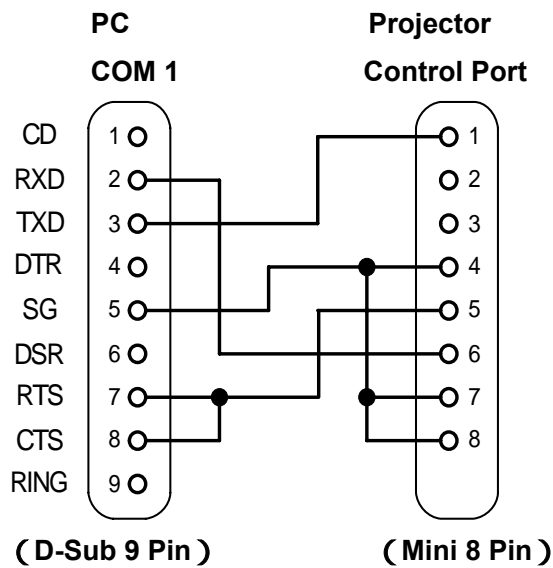 PC Projector
COM 1 Control Port
CD 1 1
RXD 2 2
TXD 3 3
DTR 4 4
SG 5 5
DSR 6 6
RTS 7 7
CTS 8 8
RING 9
( D-Sub 9 Pin ) ( Mini 8 Pin )